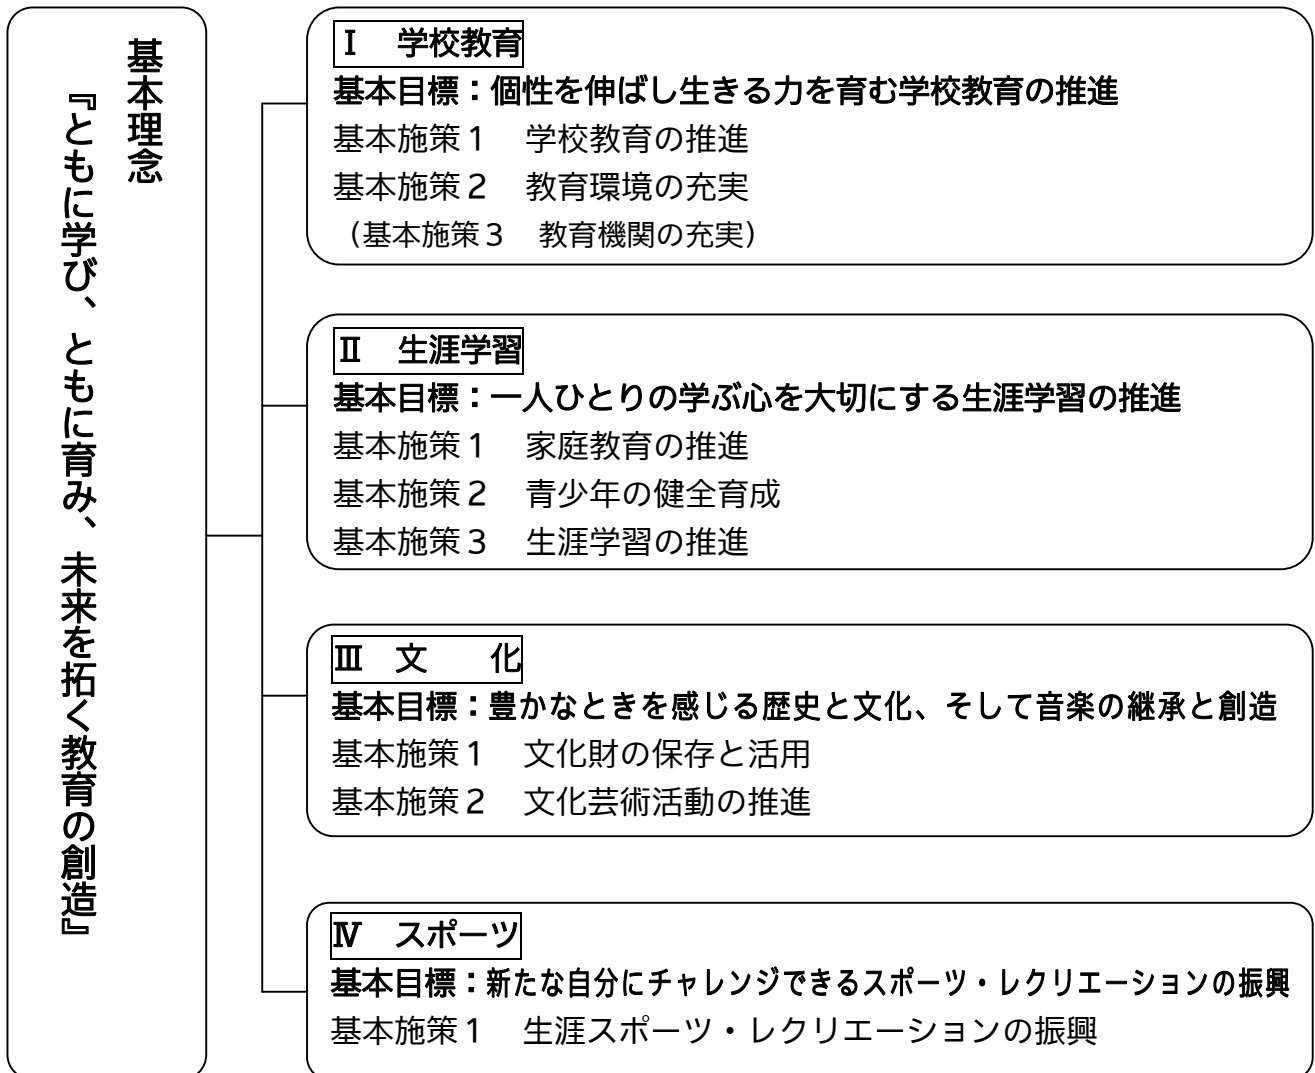 基本理念
『ともに学び、ともに育み、未来を拓く教育の創造』
Ⅰ　学校教育
基本目標：個性を伸ばし生きる力を育む学校教育の推進
基本施策１　学校教育の推進
基本施策２　教育環境の充実
（基本施策３　教育機関の充実）
Ⅱ　生涯学習
基本目標：一人ひとりの学ぶ心を大切にする生涯学習の推進
基本施策１　家庭教育の推進
基本施策２　青少年の健全育成
基本施策３　生涯学習の推進
Ⅲ　文　　化
基本目標：豊かなときを感じる歴史と文化、そして音楽の継承と創造
基本施策１　文化財の保存と活用
基本施策２　文化芸術活動の推進
Ⅳ　スポーツ
基本目標：新たな自分にチャレンジできるスポーツ・レクリエーションの振興
基本施策１　生涯スポーツ・レクリエーションの振興